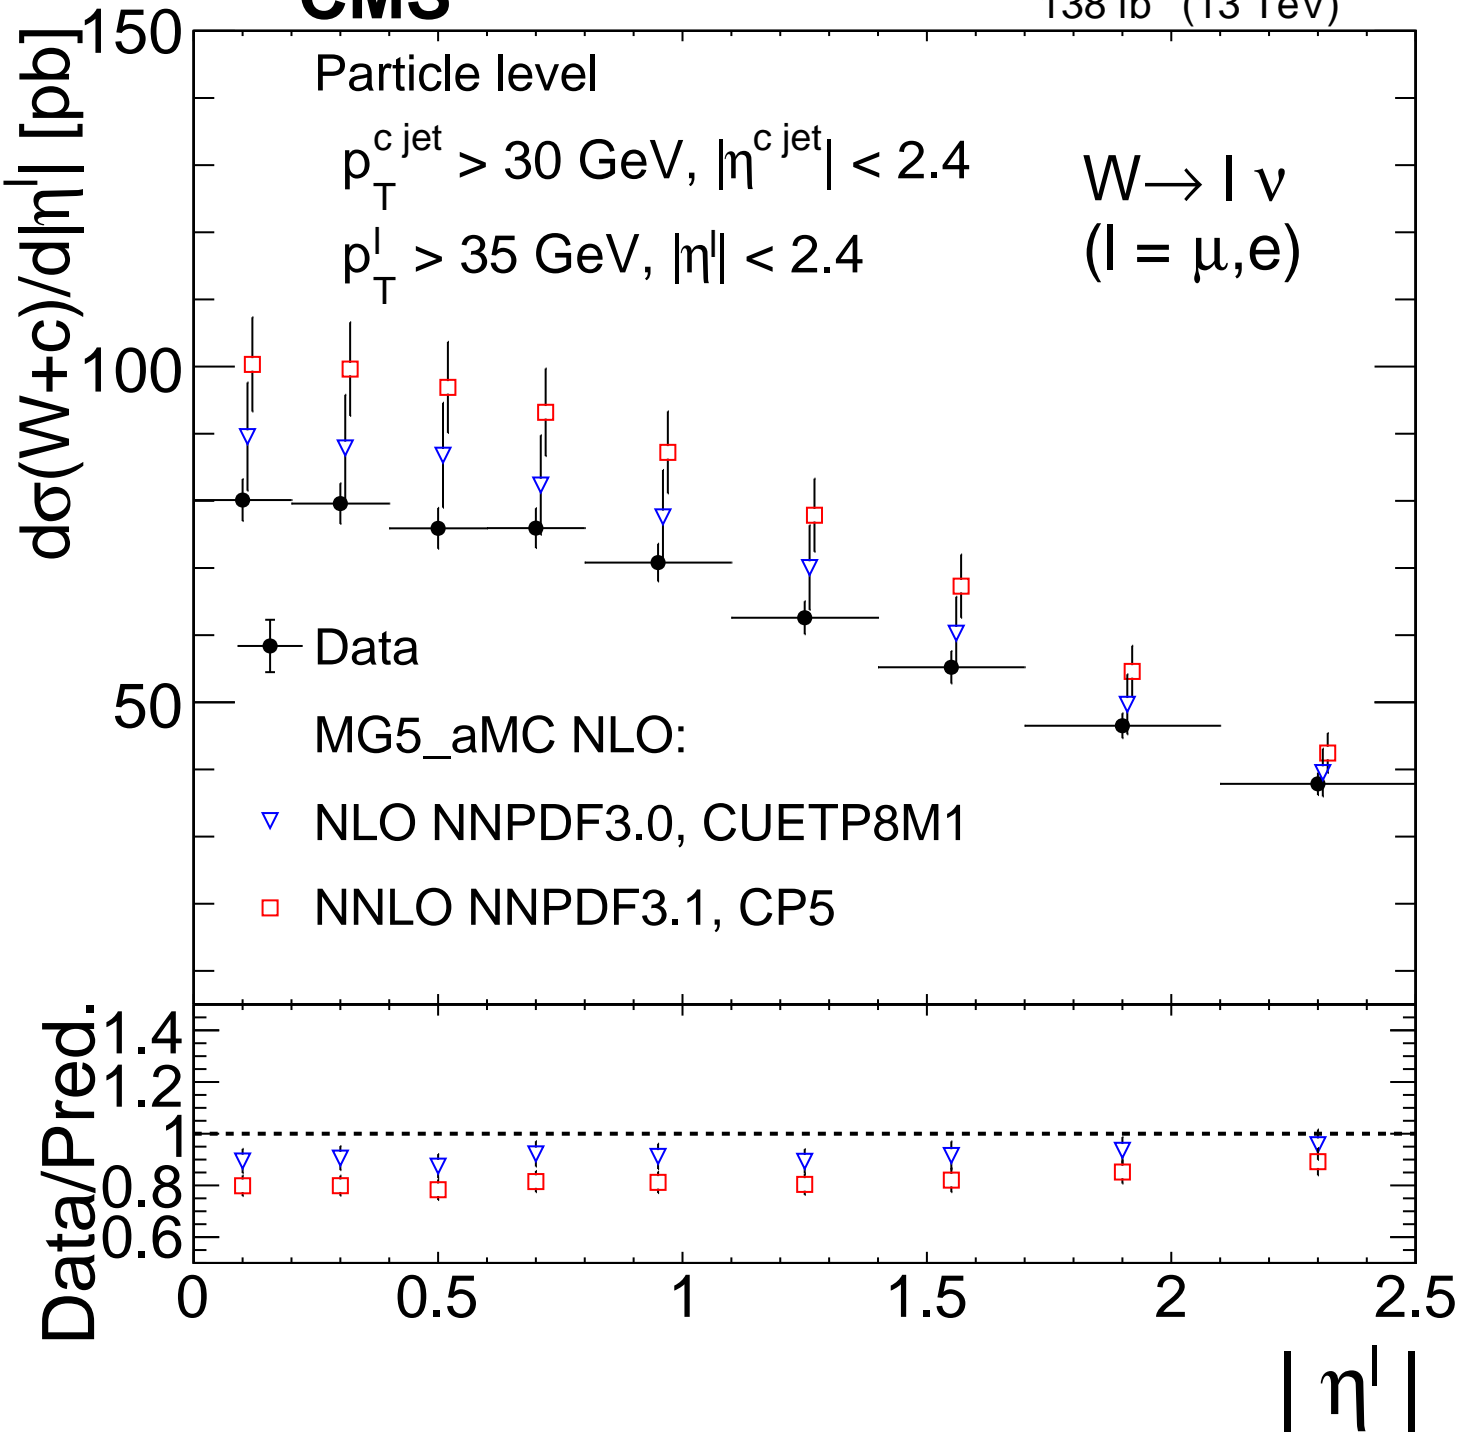 CMS
138 fb (13 TeV)
dσ(W+c)/d|η^l| [pb]
150
100
50
Particle level
p_T^{c jet} > 30 GeV, |η^{c jet}| < 2.4
p_T^l > 35 GeV, |η^l| < 2.4
W→ l ν
(l = μ,e)
Data
MG5_aMC NLO:
NLO NNPDF3.0, CUETP8M1
NNLO NNPDF3.1, CP5
Data/Pred.
1.4
1.2
1
0.8
0.6
0 0.5 1 1.5 2 2.5
| η^l |